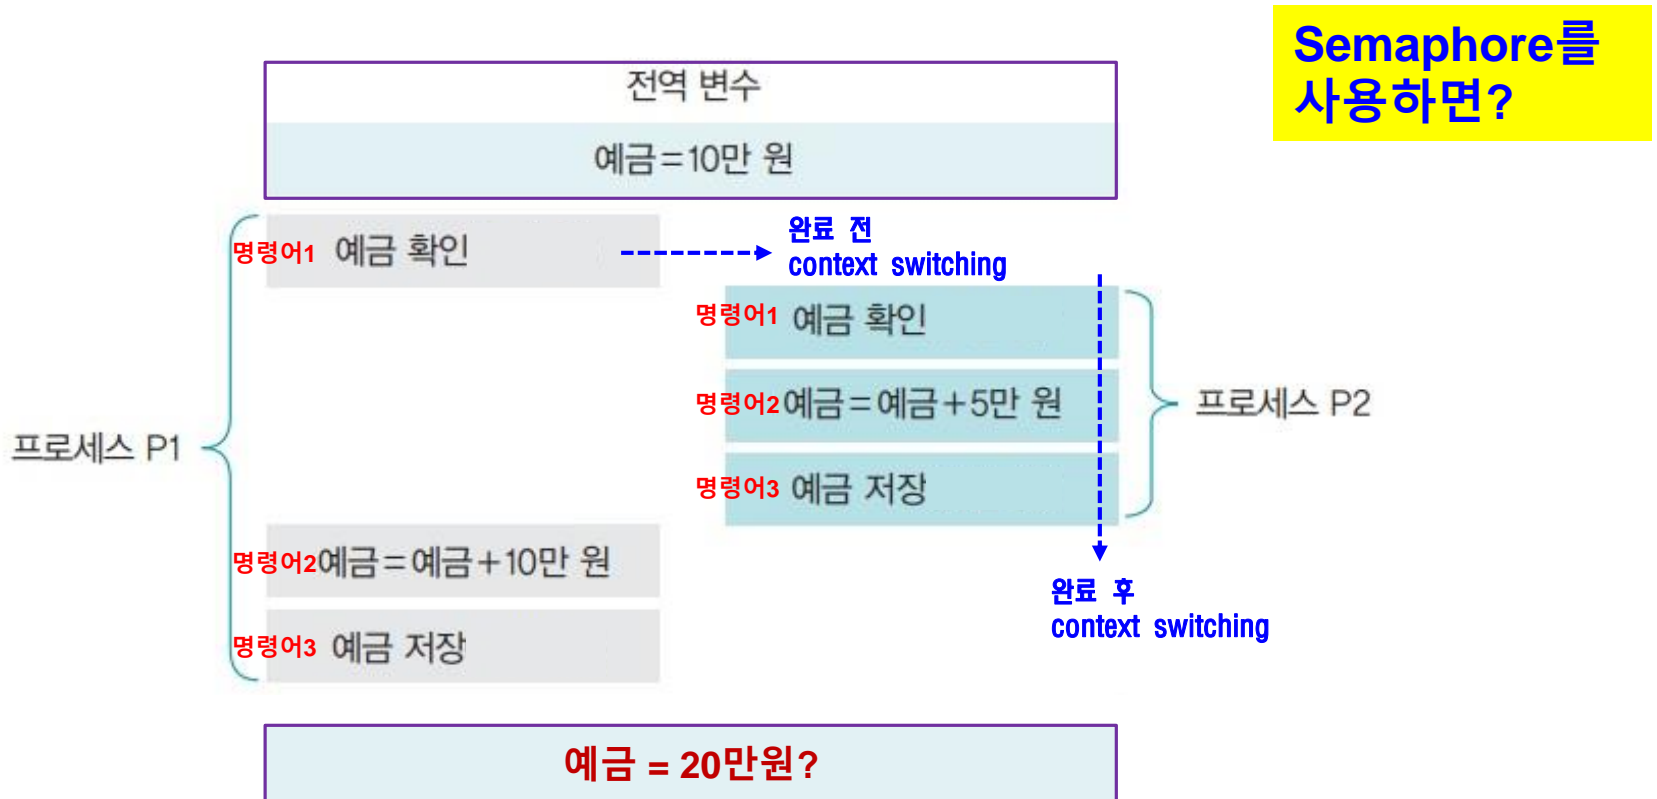 Semaphore를
사용하면?
전역 변수
예금=10만 원
명령어1 예금 확인
완료 전
context switching
명령어1 예금 확인
명령어2 예금=예금+5만 원
프로세스 P2
명령어3 예금 저장
프로세스 P1
명령어2 예금=예금+10만 원
완료 후
context switching
명령어3 예금 저장
예금 = 20만원?